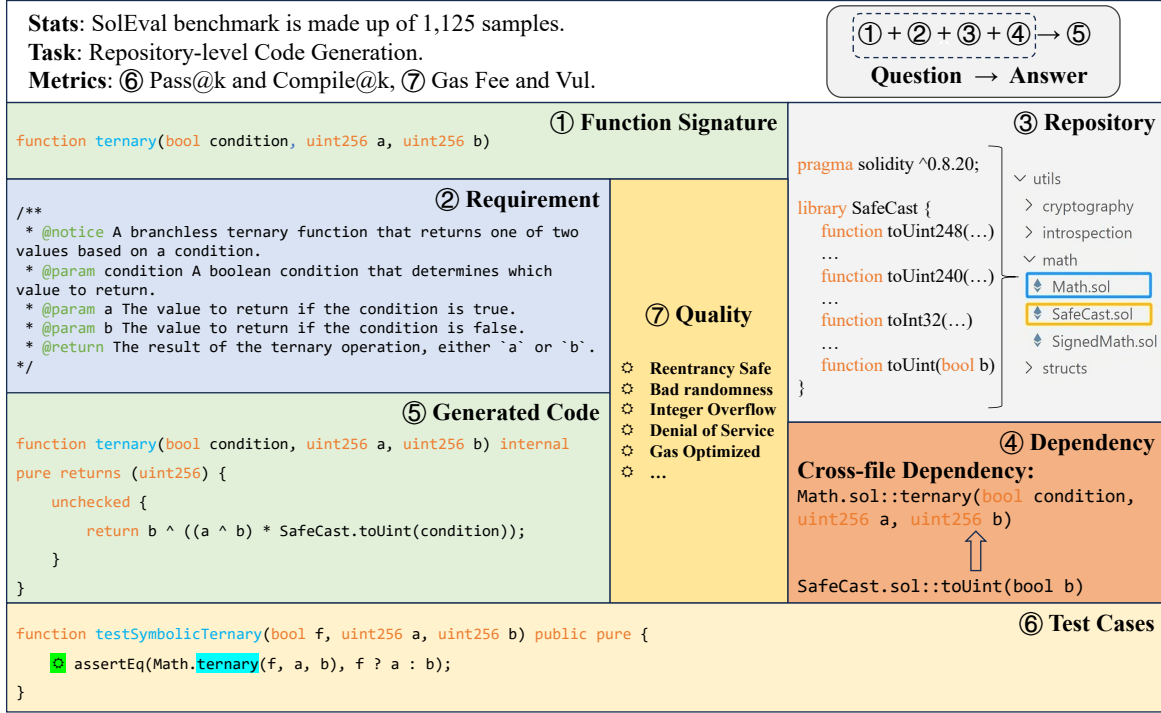 Stats: SolEval benchmark is made up of 1,125 samples.
Task: Repository-level Code Generation.
Metrics: ⑥ Pass@k and Compile@k, ⑦ Gas Fee and Vul.
① + ② + ③ + ④ → ⑤
Question → Answer
① Function Signature
function ternary(bool condition, uint256 a, uint256 b)
② Requirement
/**
* @notice A branchless ternary function that returns one of two
values based on a condition.
* @param condition A boolean condition that determines which
value to return.
* @param a The value to return if the condition is true.
* @param b The value to return if the condition is false.
* @return The result of the ternary operation, either `a` or `b`.
*/
⑤ Generated Code
function ternary(bool condition, uint256 a, uint256 b) internal
pure returns (uint256) {
unchecked {
return b ^ ((a ^ b) * SafeCast.toUint(condition));
}
}
⑦ Quality
Reentrancy Safe
Bad randomness
Integer Overflow
Denial of Service
Gas Optimized
…
③ Repository
pragma solidity ^0.8.20;
library SafeCast {
function toUint248(…)
…
function toUint240(…)
…
function toInt32(…)
…
function toUint(bool b)
}
utils
cryptography
introspection
math
Math.sol
SafeCast.sol
SignedMath.sol
structs
④ Dependency
Cross-file Dependency:
Math.sol::ternary(bool condition,
uint256 a, uint256 b)
SafeCast.sol::toUint(bool b)
⑥ Test Cases
function testSymbolicTernary(bool f, uint256 a, uint256 b) public pure {
assertEq(Math.ternary(f, a, b), f ? a : b);
}